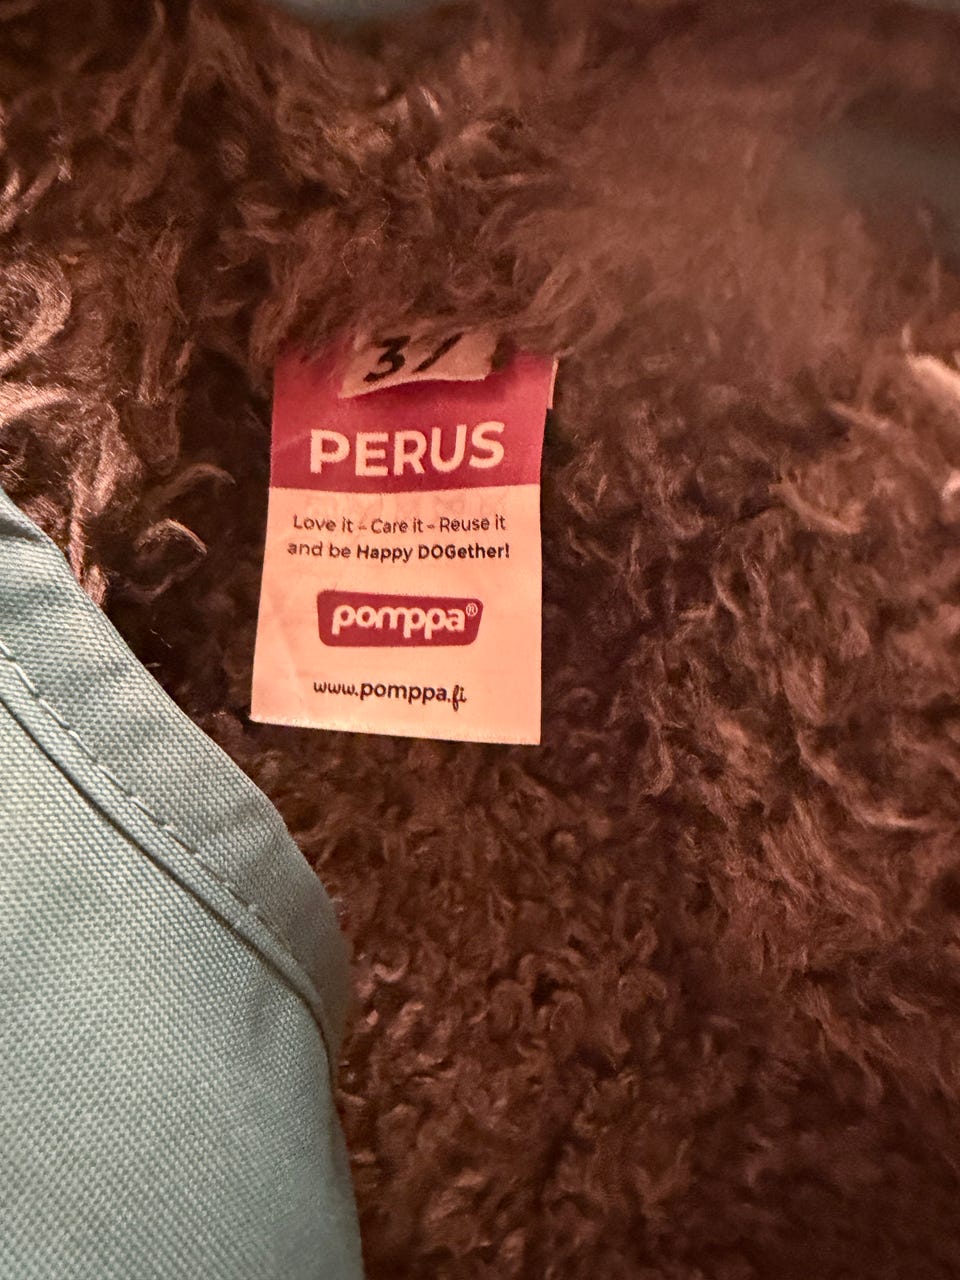 37
PERUS
Love it - Care it - Reuse it
and be Happy DOGether!
pomppa®
www.pomppa.fi